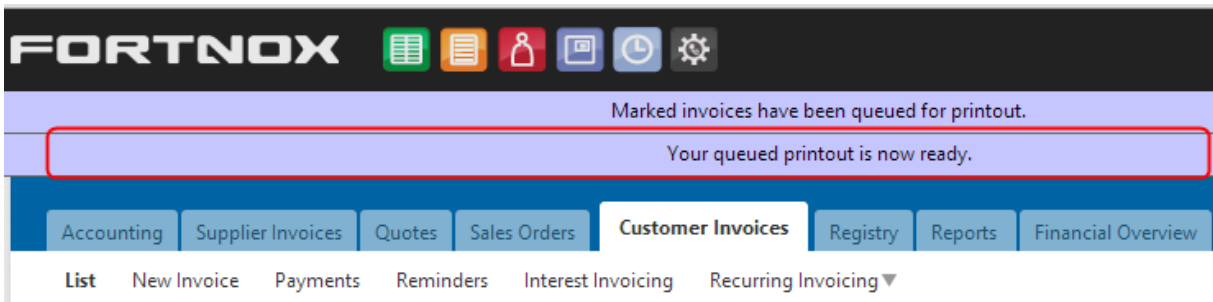 FORTNOX
Marked invoices have been queued for printout.
Your queued printout is now ready.
Accounting Supplier Invoices Quotes Sales Orders Customer Invoices Registry Reports Financial Overview
List New Invoice Payments Reminders Interest Invoicing Recurring Invoicing▼